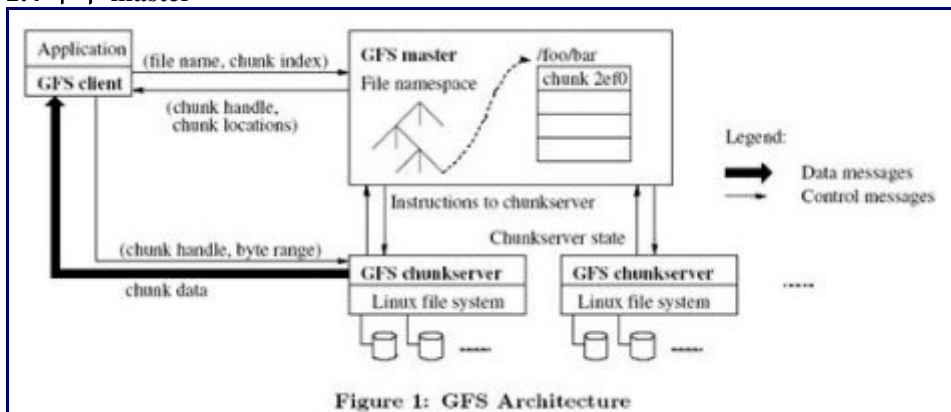 Application
GFS client
(file name, chunk index)
(chunk handle,
chunk locations)
GFS master
File namespace
/foo/bar
chunk 2ef0
Legend:
Data messages
Control messages
Instructions to chunkserver
Chunkserver state
(chunk handle, byte range)
chunk data
GFS chunkserver
Linux file system
GFS chunkserver
Linux file system
Figure 1: GFS Architecture